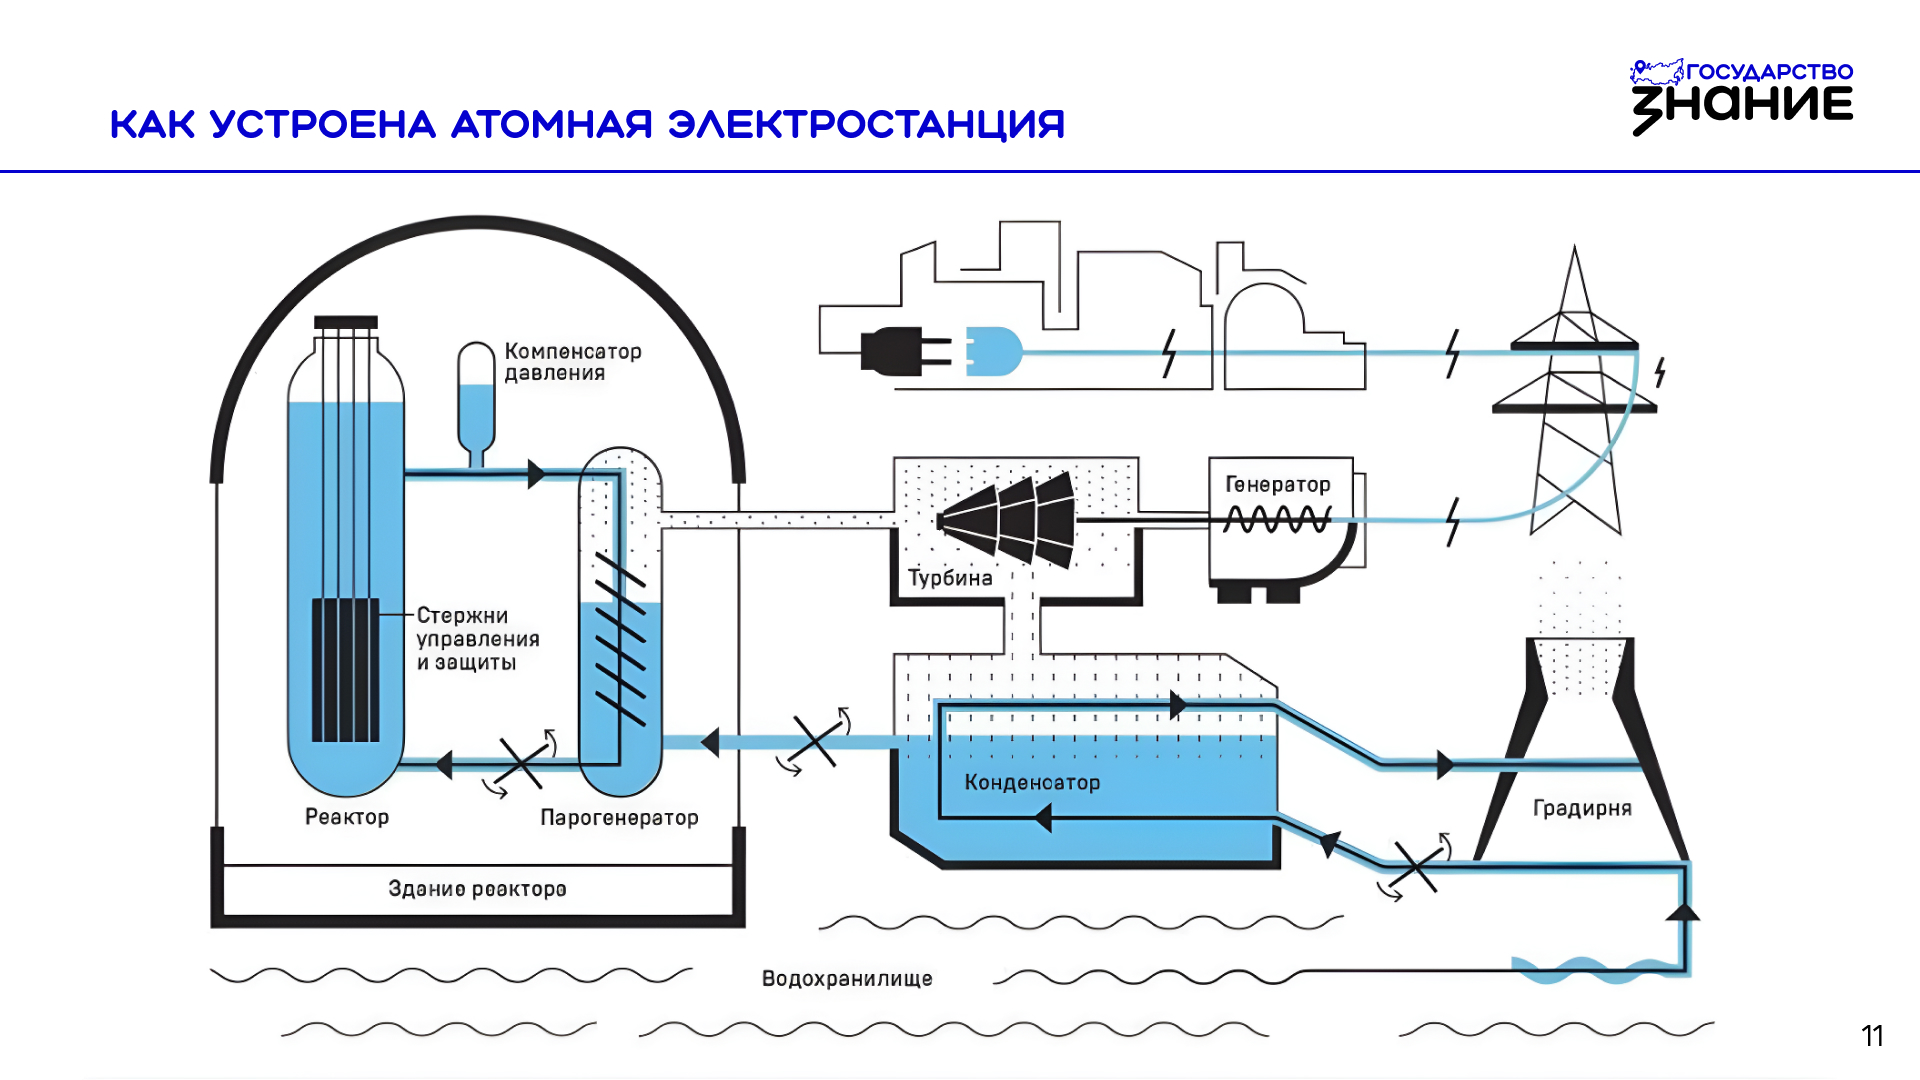 ГОСУДАРСТВО
ЗНАНИЕ
КАК УСТРОЕНА АТОМНАЯ ЭЛЕКТРОСТАНЦИЯ
Компенсатор
давления
Стержни
управления
и защиты
Реактор
Парогенератор
Здание реактора
Турбина
Генератор
Конденсатор
Градирня
Водохранилище
11